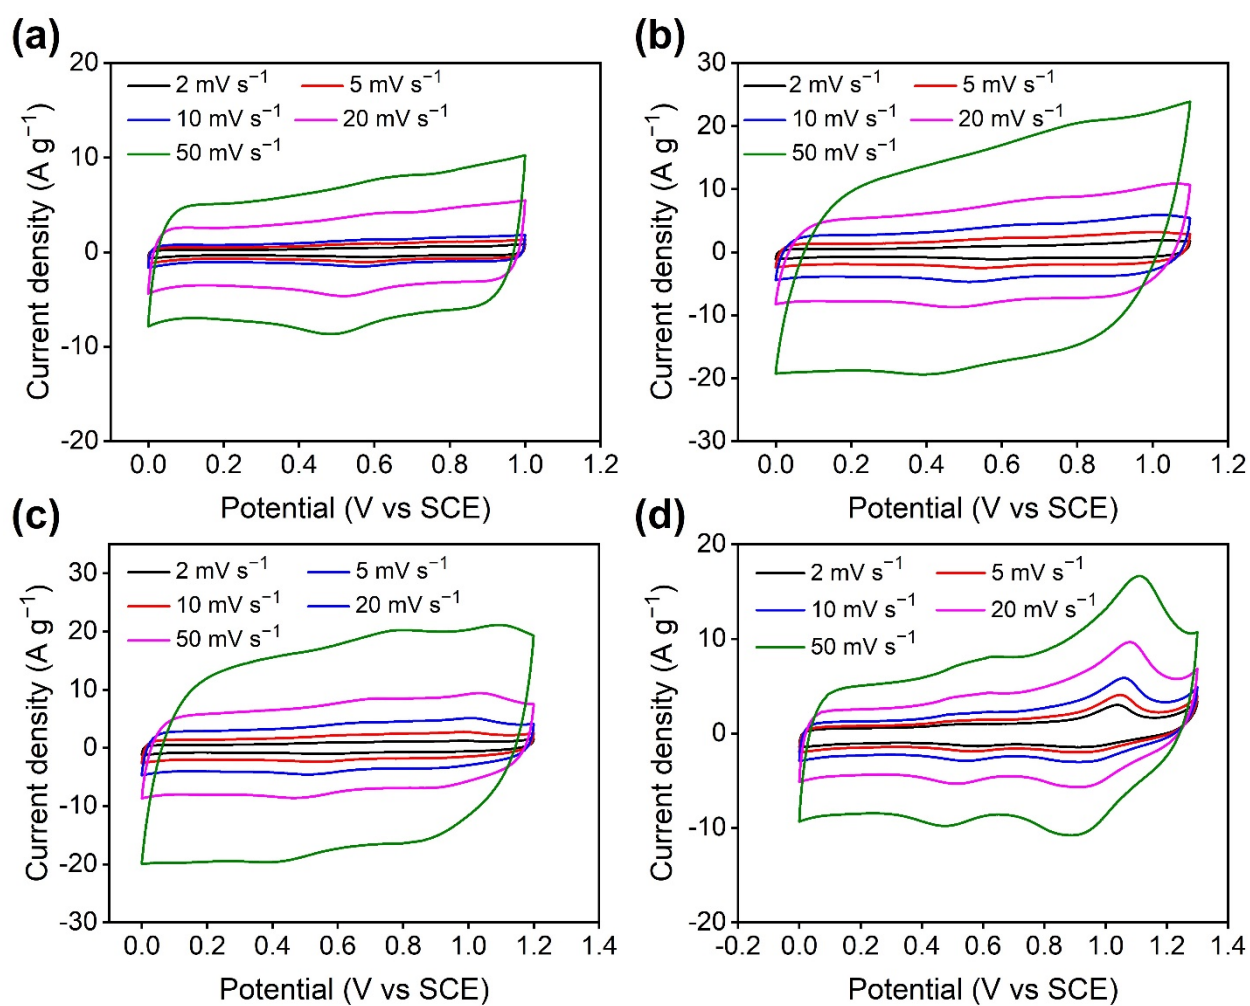 (a)
20
10
0
-10
-20
Current density (A g⁻¹)
2 mV s⁻¹ 5 mV s⁻¹
10 mV s⁻¹ 20 mV s⁻¹
50 mV s⁻¹
0.0 0.2 0.4 0.6 0.8 1.0 1.2
Potential (V vs SCE)
(b)
30
20
10
0
-10
-20
-30
Current density (A g⁻¹)
2 mV s⁻¹ 5 mV s⁻¹
10 mV s⁻¹ 20 mV s⁻¹
50 mV s⁻¹
0.0 0.2 0.4 0.6 0.8 1.0 1.2
Potential (V vs SCE)
(c)
30
20
10
0
-10
-20
-30
Current density (A g⁻¹)
2 mV s⁻¹ 5 mV s⁻¹
10 mV s⁻¹ 20 mV s⁻¹
50 mV s⁻¹
0.0 0.2 0.4 0.6 0.8 1.0 1.2 1.4
Potential (V vs SCE)
(d)
20
10
0
-10
-20
Current density (A g⁻¹)
2 mV s⁻¹ 5 mV s⁻¹
10 mV s⁻¹ 20 mV s⁻¹
50 mV s⁻¹
-0.2 0.0 0.2 0.4 0.6 0.8 1.0 1.2 1.4
Potential (V vs SCE)